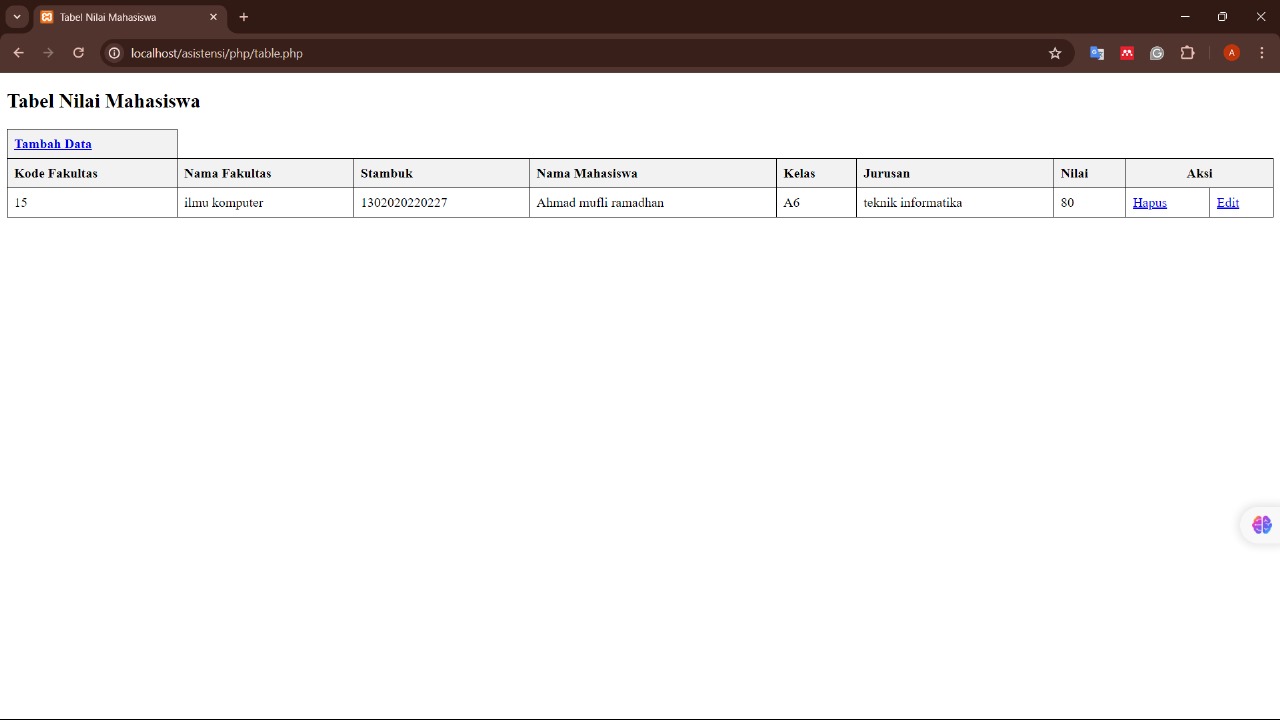 Tabel Nilai Mahasiswa
localhost/asistensi/php/table.php
A
Tabel Nilai Mahasiswa
Tambah Data
Kode Fakultas Nama Fakultas Stambuk Nama Mahasiswa Kelas Jurusan Nilai Aksi
15 ilmu komputer 1302020220227 Ahmad mufli ramadhan A6 teknik informatika 80 Hapus Edit